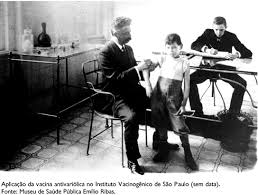 Aplicação da vacina antivariólica no Instituto Vacinogênico de São Paulo (sem data).
Fonte: Museu de Saúde Pública Emílio Ribas.